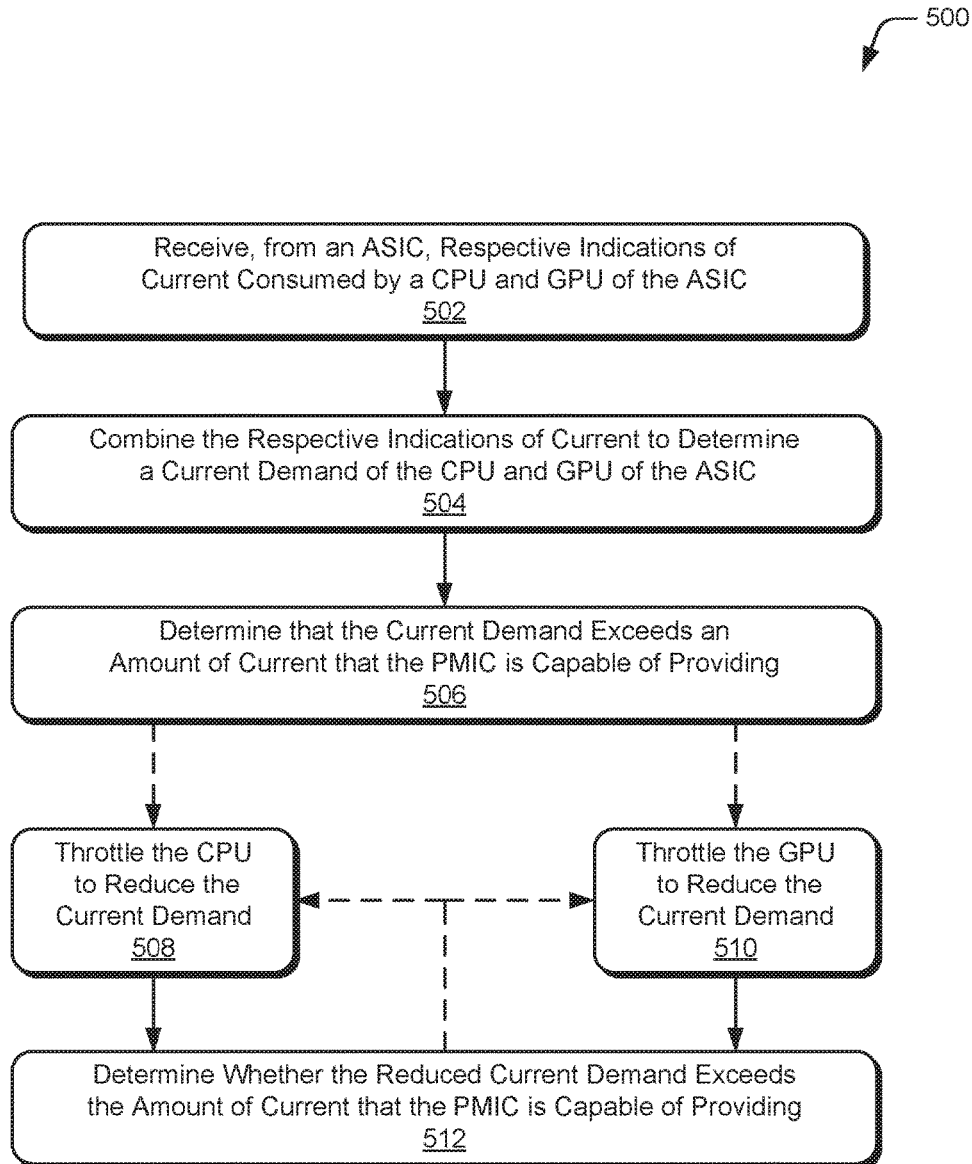 500
Receive, from an ASIC, Respective Indications of
Current Consumed by a CPU and GPU of the ASIC
502
Combine the Respective Indications of Current to Determine
a Current Demand of the CPU and GPU of the ASIC
504
Determine that the Current Demand Exceeds an
Amount of Current that the PMIC is Capable of Providing
506
Throttle the CPU
to Reduce the
Current Demand
508
Throttle the GPU
to Reduce the
Current Demand
510
Determine Whether the Reduced Current Demand Exceeds
the Amount of Current that the PMIC is Capable of Providing
512